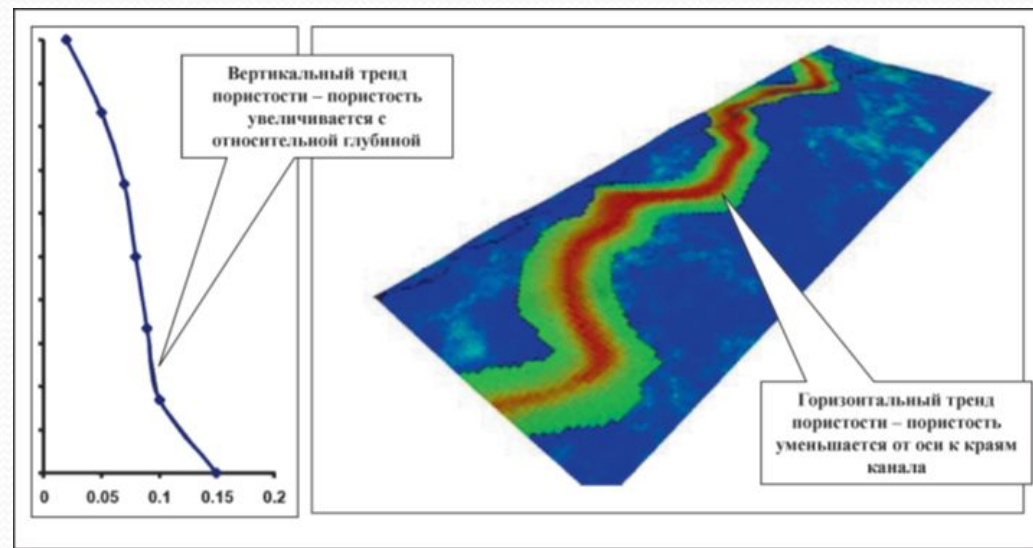 Вертикальный тренд
пористости – пористость
увеличивается с
относительной глубиной
Горизонтальный тренд
пористости – пористость
уменьшается от оси к краям
канала
0 0.05 0.1 0.15 0.2